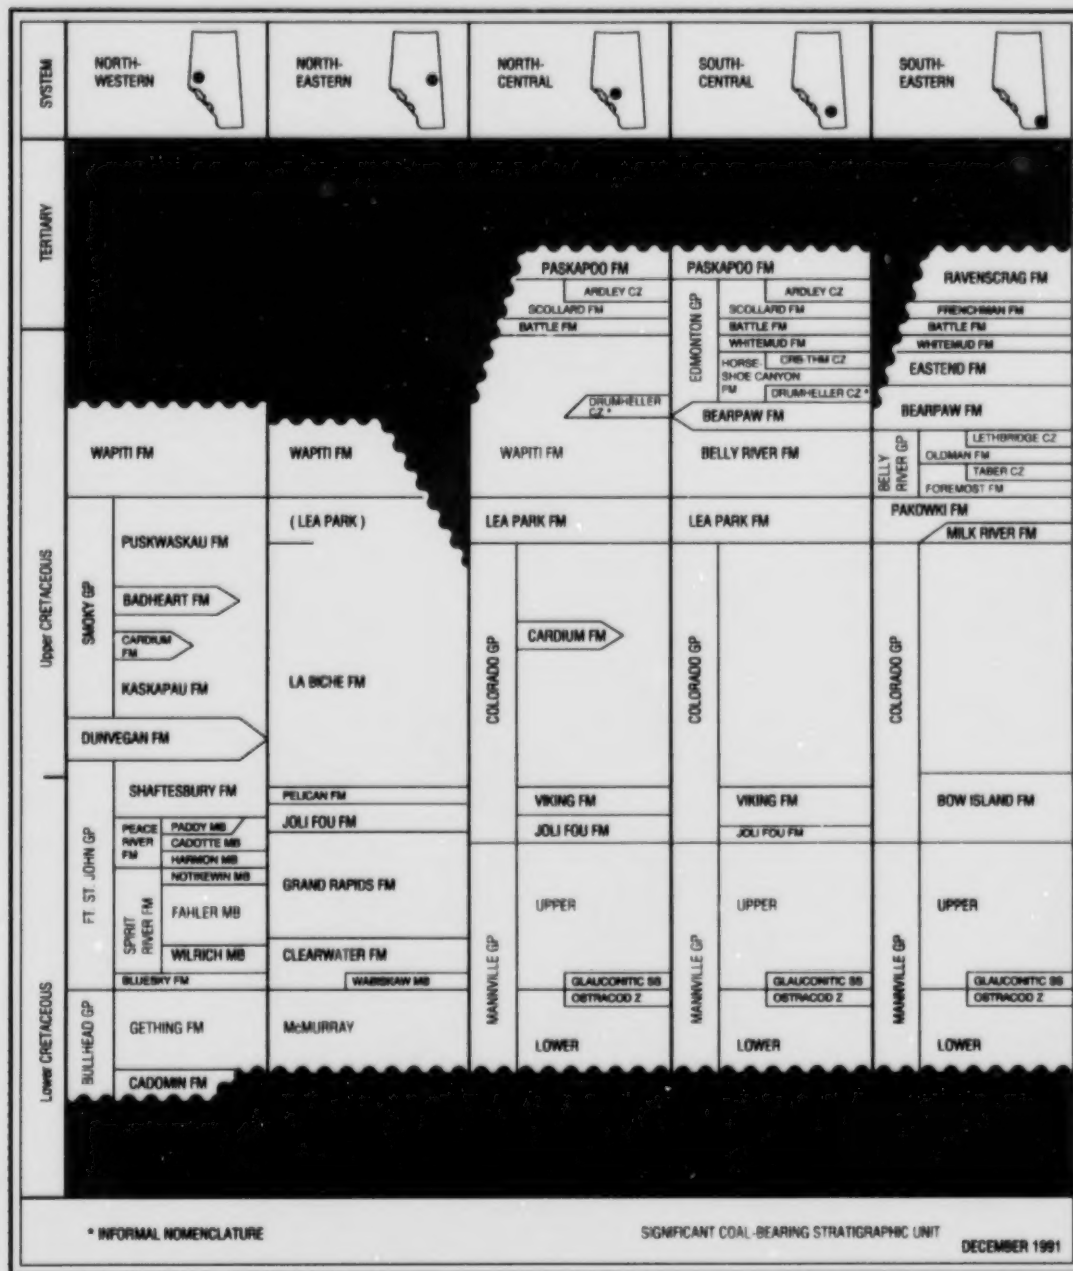 SYSTEM
NORTH-
WESTERN
NORTH-
EASTERN
NORTH-
CENTRAL
SOUTH-
CENTRAL
SOUTH-
EASTERN
TERTIARY
Upper CRETACEOUS
Lower CRETACEOUS
WAPITI FM
SMOKY GP
PUSKWASKAU FM
BADHEART FM
CARDIUM
FM
KASKAPAU FM
DUNVEGAN FM
FT. ST. JOHN GP
SHAFTESBURY FM
PEACE
RIVER
FM
PADDY MB
CADOTTE MB
HARMON MB
SPIRIT
RIVER FM
NOTIKEWIN MB
FAHLER MB
WILRICH MB
BLUESKY FM
BULLHEAD GP
GETHING FM
CADOMIN FM
WAPITI FM
( LEA PARK )
LA BICHE FM
PELICAN FM
JOLI FOU FM
GRAND RAPIDS FM
CLEARWATER FM
WABISKAW MB
McMURRAY
PASKAPOO FM
ARDLEY CZ
SCOLLARD FM
BATTLE FM
DRUMHELLER
CZ *
WAPITI FM
LEA PARK FM
COLORADO GP
CARDIUM FM
VIKING FM
JOLI FOU FM
MANNVILLE GP
UPPER
GLAUCONITIC SS
OSTRACOD Z
LOWER
PASKAPOO FM
EDMONTON GP
ARDLEY CZ
SCOLLARD FM
BATTLE FM
WHITEMUD FM
HORSE-
SHOE CANYON
FM
CRB-THM CZ
DRUMHELLER CZ *
BEARPAW FM
BELLY RIVER FM
LEA PARK FM
COLORADO GP
VIKING FM
JOLI FOU FM
MANNVILLE GP
UPPER
GLAUCONITIC SS
OSTRACOD Z
LOWER
RAVENSCRAG FM
FRENCHMAN FM
BATTLE FM
WHITEMUD FM
EASTEND FM
BEARPAW FM
BELLY
RIVER GP
LETHBRIDGE CZ
OLDMAN FM
TABER CZ
FOREMOST FM
PAKOWKI FM
MILK RIVER FM
COLORADO GP
BOW ISLAND FM
MANNVILLE GP
UPPER
GLAUCONITIC SS
OSTRACOD Z
LOWER
* INFORMAL NOMENCLATURE
SIGNIFICANT COAL-BEARING STRATIGRAPHIC UNIT
DECEMBER 1991